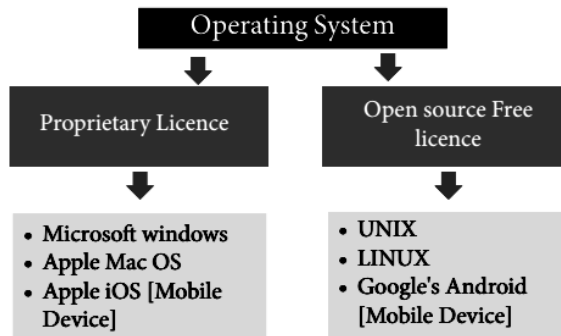 Operating System
Proprietary Licence
Open source Free
licence
• Microsoft windows
• Apple Mac OS
• Apple iOS [Mobile
Device]
• UNIX
• LINUX
• Google's Android
[Mobile Device]